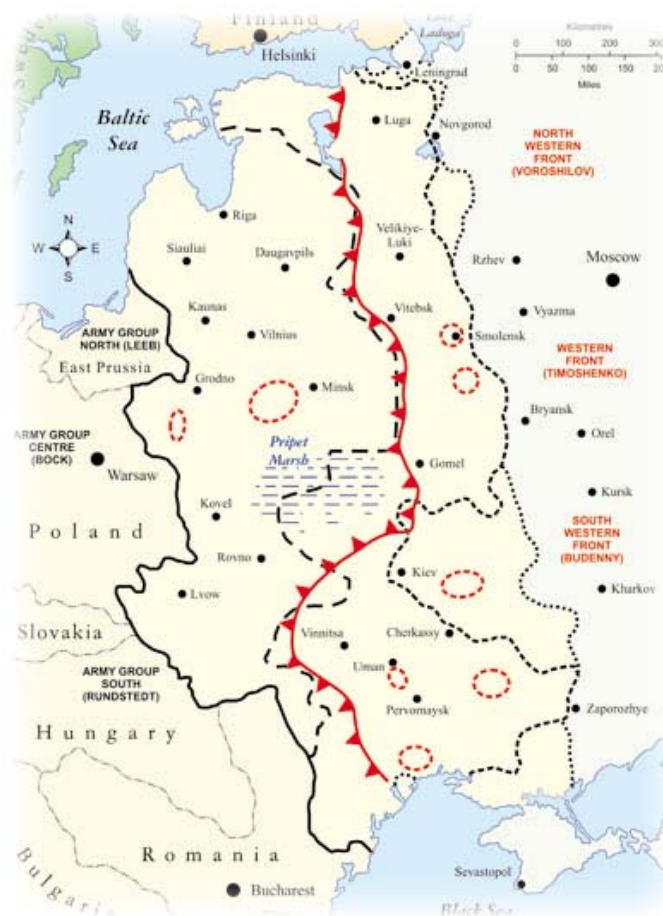 Finland
Helsinki
Lake
Ladoga
Leningrad
Kilometres
0 100 200 300
0 50 100 150 200
Miles
Sweden
Baltic
Sea
Luga
Novgorod
NORTH
WESTERN
FRONT
(VOROSHILOV)
N
W E
S
Riga
Siauliai
Daugavpils
Velikiye-
Luki
Rzhev
Moscow
Kaunas
Vilnius
Vitebsk
Vyazma
Smolensk
ARMY GROUP
NORTH (LEEB)
East Prussia
WESTERN
FRONT
(TIMOSHENKO)
Grodno
Minsk
Bryansk
Orel
ARMY GROUP
CENTRE
(BOCK)
Warsaw
Pripet
Marsh
Gomel
Kursk
Poland
Kovel
SOUTH
WESTERN
FRONT
(BUDENNY)
Rovno
Kiev
Kharkov
Lvow
Slovakia
Vinnitsa
Cherkassy
Uman
ARMY GROUP
SOUTH
(RUNDSTEDT)
Pervomaysk
Zaporozhye
Hungary
Romania
Bulgaria
Bucharest
Sevastopol
Black Sea